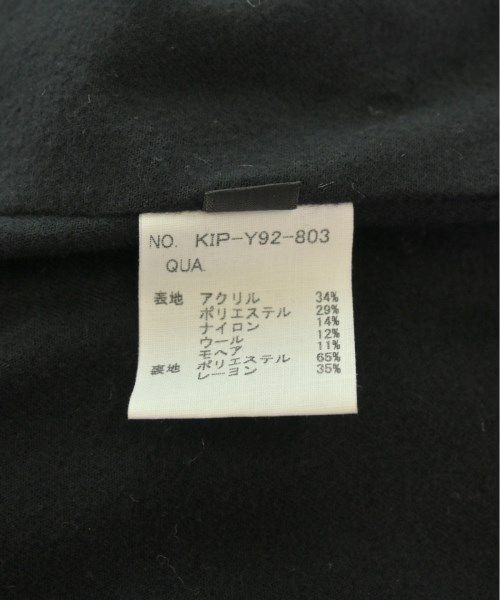 NO. KIP-Y92-803
QUA.
表地 アクリル 34%
ポリエステル 29%
ナイロン 14%
ウール 12%
モヘア 11%
裏地 ポリエステル 65%
レーヨン 35%